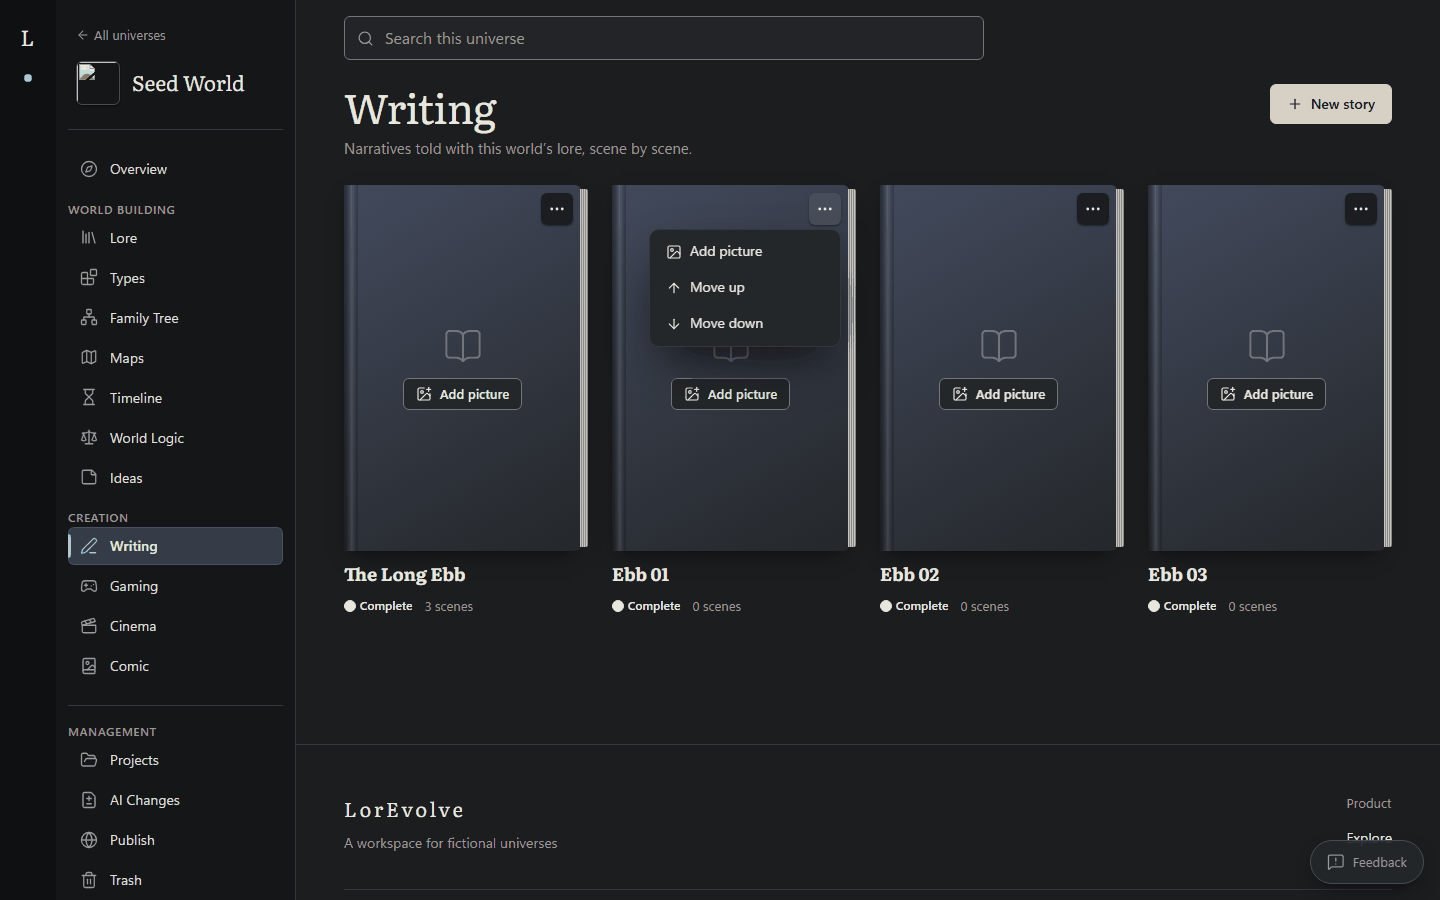 L
All universes
Seed World
Overview
WORLD BUILDING
Lore
Types
Family Tree
Maps
Timeline
World Logic
Ideas
CREATION
Writing
Gaming
Cinema
Comic
MANAGEMENT
Projects
AI Changes
Publish
Trash
Search this universe
Writing
Narratives told with this world's lore, scene by scene.
New story
Add picture
Move up
Move down
Add picture
Add picture
Add picture
Add picture
The Long Ebb
Complete 3 scenes
Ebb 01
Complete 0 scenes
Ebb 02
Complete 0 scenes
Ebb 03
Complete 0 scenes
LorEvolve
A workspace for fictional universes
Product
Explore
Feedback